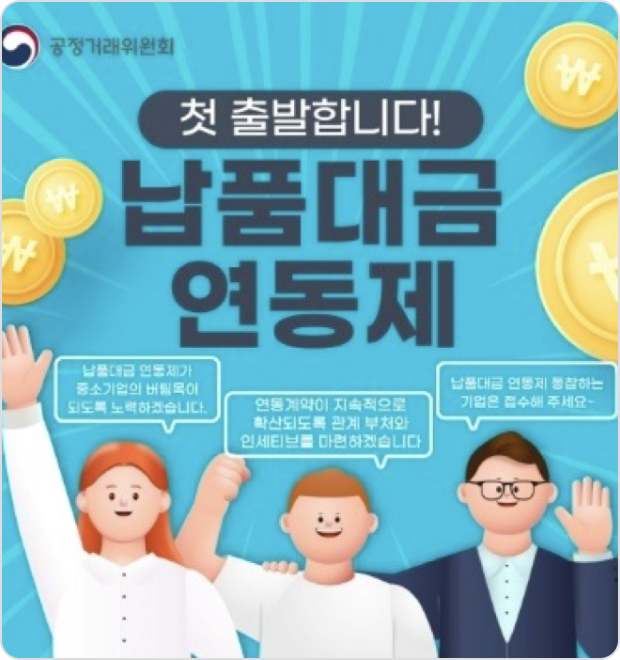 공정거래위원회
첫 출발합니다!
납품대금
연동제
납품대금 연동제가
중소기업의 버팀목이
되도록 노력하겠습니다.
연동계약이 지속적으로
확산되도록 관계 부처와
인세티브를 마련하겠습니다
납품대금 연동제 동참하는
기업은 접수해 주세요~